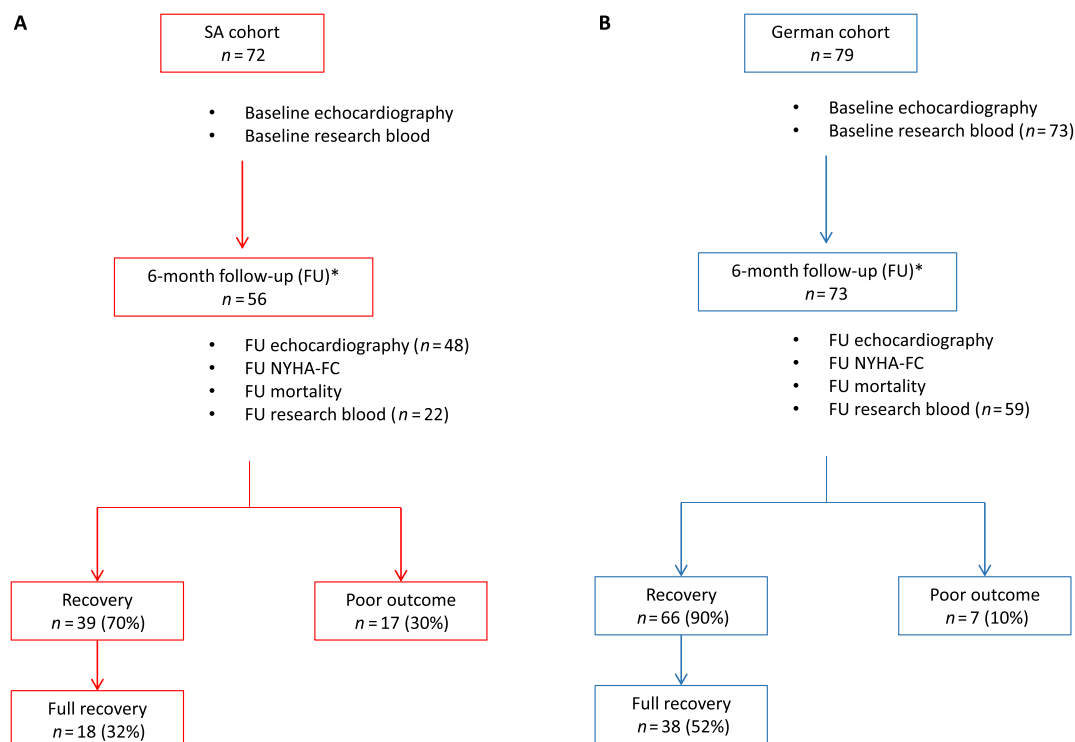 A
SA cohort
n = 72
• Baseline echocardiography
• Baseline research blood
6-month follow-up (FU)*
n = 56
• FU echocardiography (n = 48)
• FU NYHA-FC
• FU mortality
• FU research blood (n = 22)
Recovery
n = 39 (70%)
Poor outcome
n = 17 (30%)
Full recovery
n = 18 (32%)
B
German cohort
n = 79
• Baseline echocardiography
• Baseline research blood (n = 73)
6-month follow-up (FU)*
n = 73
• FU echocardiography
• FU NYHA-FC
• FU mortality
• FU research blood (n = 59)
Recovery
n = 66 (90%)
Poor outcome
n = 7 (10%)
Full recovery
n = 38 (52%)